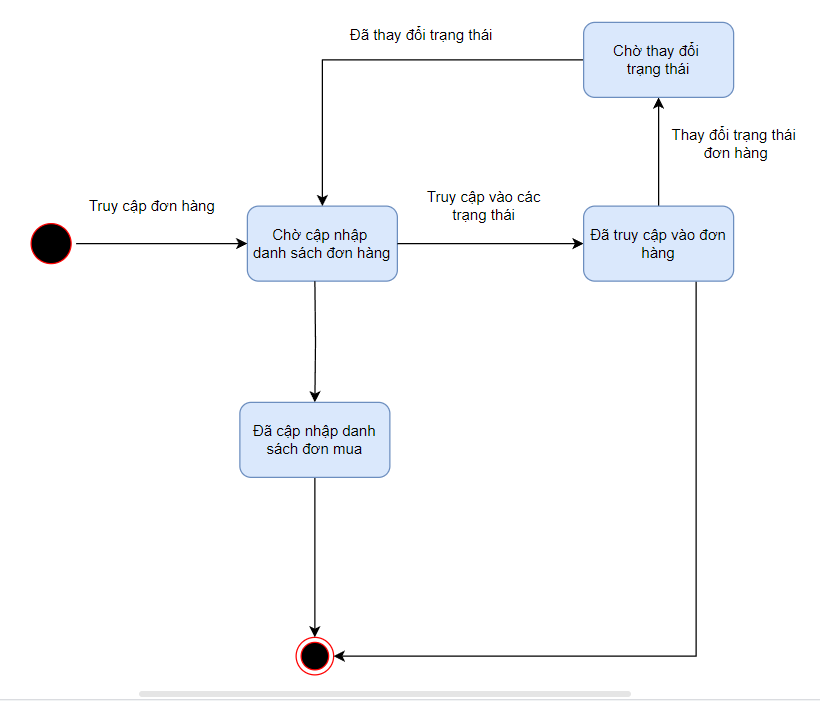 Đã thay đổi trạng thái
Chờ thay đổi
trạng thái
Thay đổi trạng thái
đơn hàng
Truy cập đơn hàng
Truy cập vào các
trạng thái
Chờ cập nhập
danh sách đơn hàng
Đã truy cập vào đơn
hàng
Đã cập nhập danh
sách đơn mua